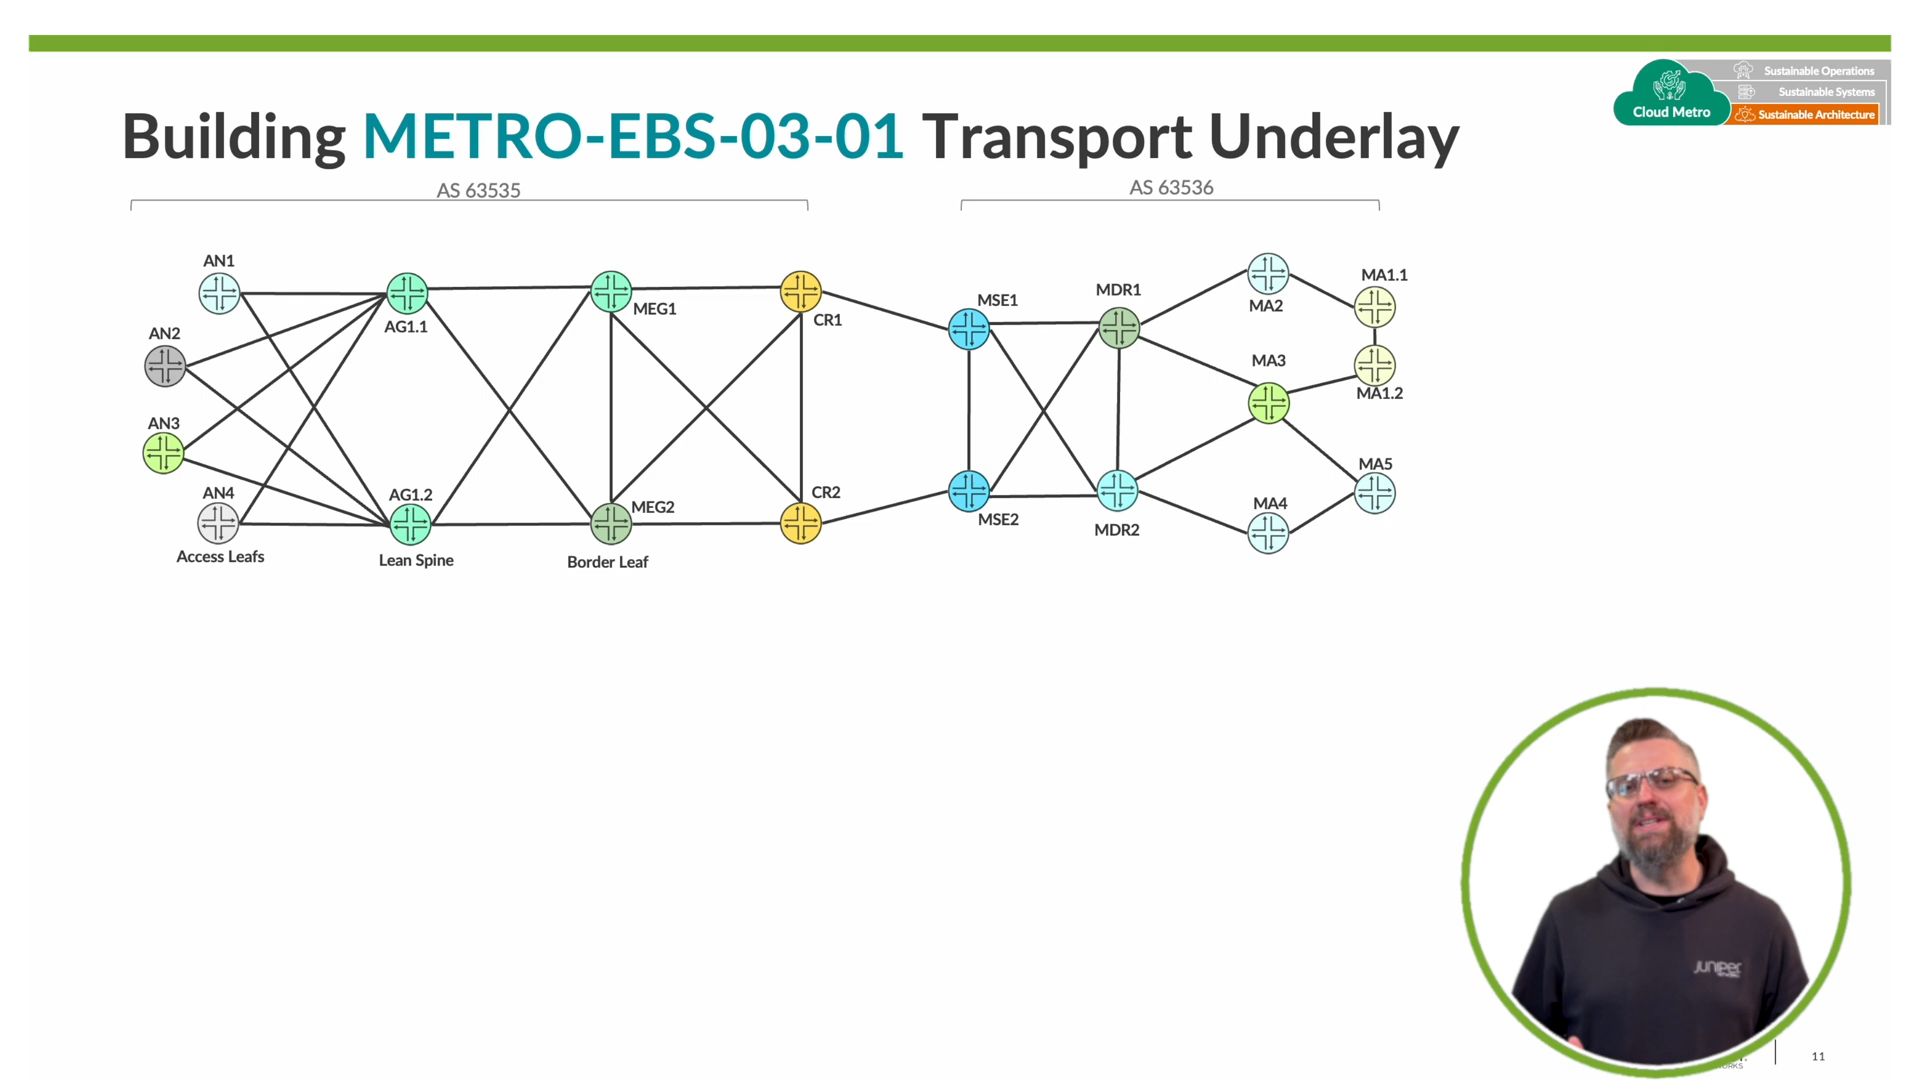 Sustainable Operations
Sustainable Systems
Cloud Metro
Sustainable Architecture
Building METRO-EBS-03-01 Transport Underlay
AS 63535
AS 63536
AN1
AN2
AN3
AN4
Access Leafs
AG1.1
AG1.2
Lean Spine
MEG1
MEG2
Border Leaf
CR1
CR2
MSE1
MSE2
MDR1
MDR2
MA2
MA1.1
MA1.2
MA3
MA4
MA5
JUNIPER
11